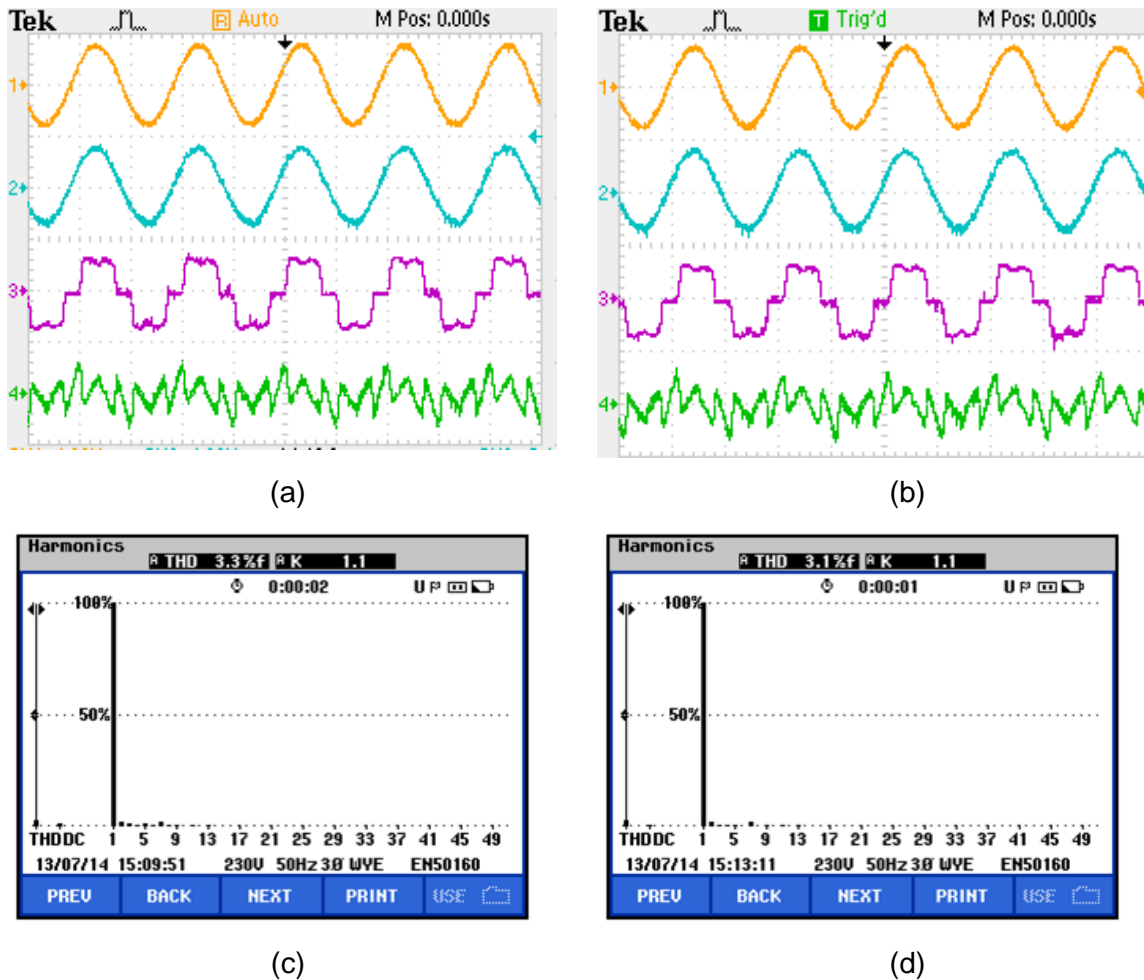 Tek R Auto M Pos: 0.000s
1
2
3
4
(a)
Tek T Trig'd M Pos: 0.000s
1
2
3
4
(b)
Harmonics
A THD 3.3%f A K 1.1
0:00:02 U
100%
50%
THDDC 1 5 9 13 17 21 25 29 33 37 41 45 49
13/07/14 15:09:51 230V 50Hz 3Ø WYE EN50160
PREV BACK NEXT PRINT USE
(c)
Harmonics
A THD 3.1%f A K 1.1
0:00:01 U
100%
50%
THDDC 1 5 9 13 17 21 25 29 33 37 41 45 49
13/07/14 15:13:11 230V 50Hz 3Ø WYE EN50160
PREV BACK NEXT PRINT USE
(d)